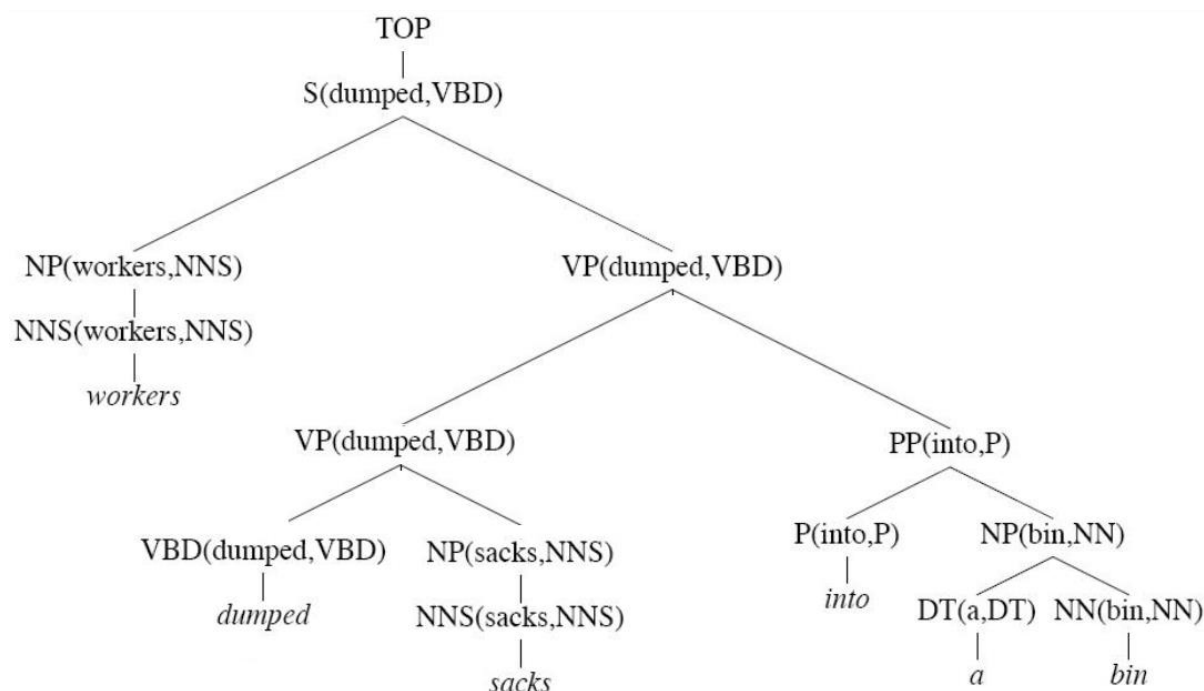 TOP
S(dumped,VBD)
NP(workers,NNS) VP(dumped,VBD)
NNS(workers,NNS)
workers
VP(dumped,VBD) PP(into,P)
VBD(dumped,VBD) NP(sacks,NNS) P(into,P) NP(bin,NN)
dumped NNS(sacks,NNS) into DT(a,DT) NN(bin,NN)
sacks a bin